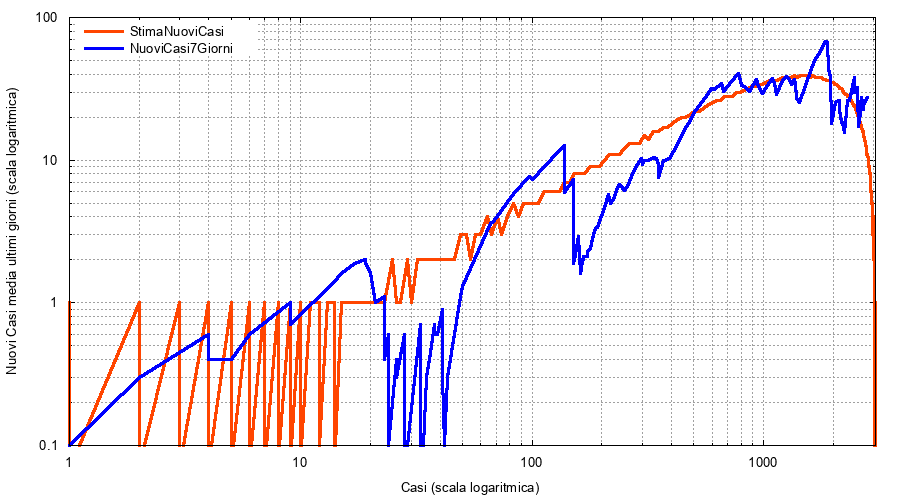 100
StimaNuoviCasi
NuoviCasi7Giorni
10
1
0.1
Nuovi Casi media ultimi giorni (scala logaritmica)
1 10 100 1000
Casi (scala logaritmica)